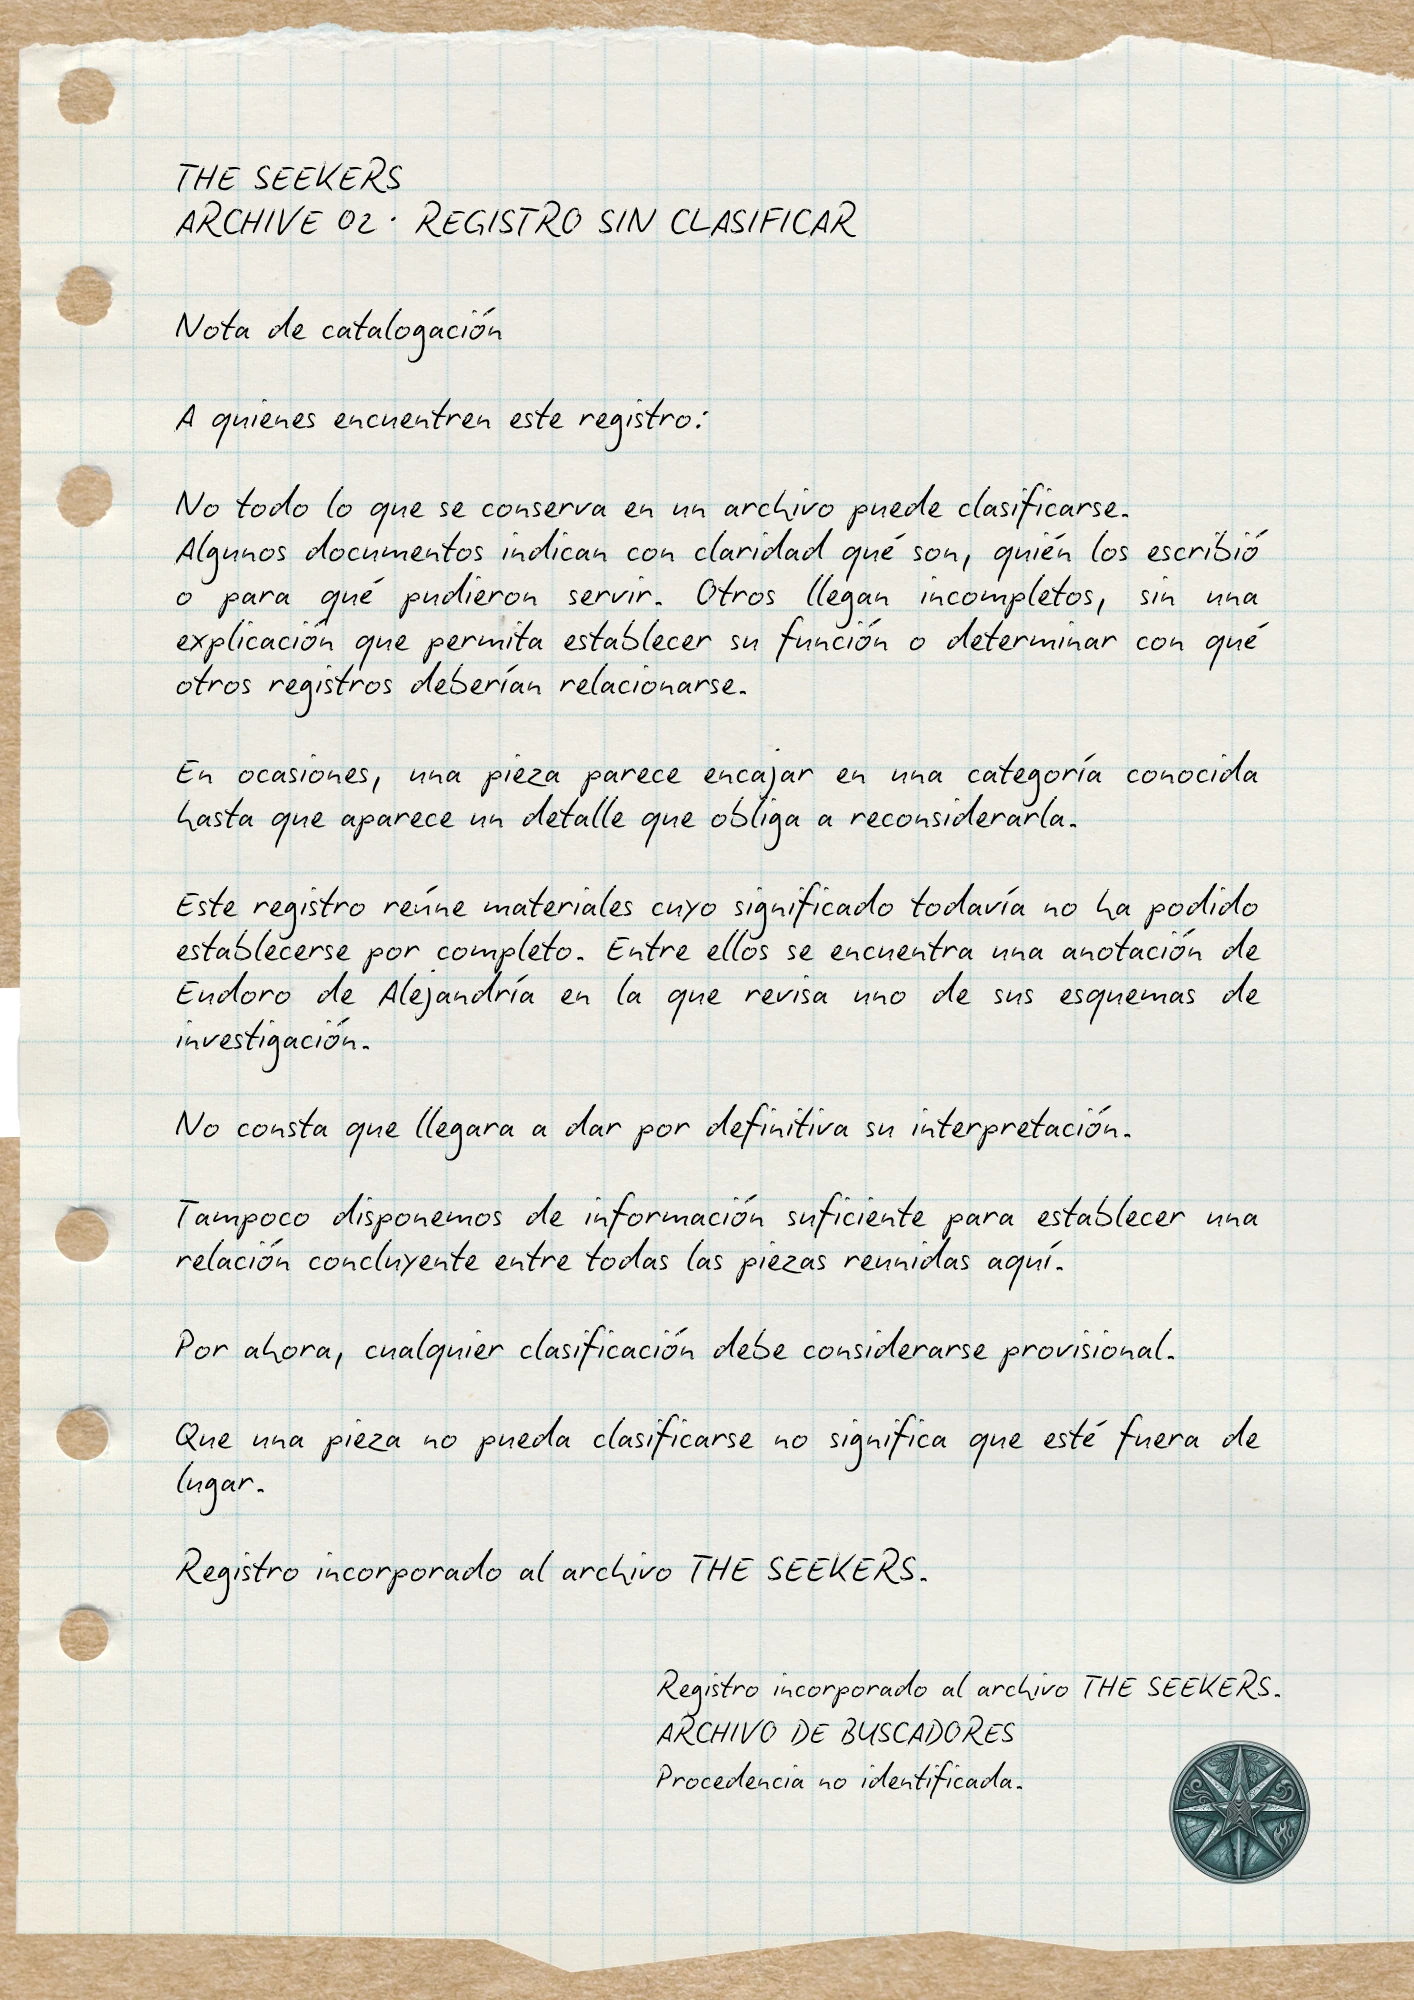 THE SEEKERS
ARCHIVE 02 · REGISTRO SIN CLASIFICAR
Nota de catalogación
A quienes encuentren este registro:
No todo lo que se conserva en un archivo puede clasificarse.
Algunos documentos indican con claridad qué son, quién los escribió
o para qué pudieron servir. Otros llegan incompletos, sin una
explicación que permita establecer su función o determinar con qué
otros registros deberían relacionarse.
En ocasiones, una pieza parece encajar en una categoría conocida
hasta que aparece un detalle que obliga a reconsiderarla.
Este registro reúne materiales cuyo significado todavía no ha podido
establecerse por completo. Entre ellos se encuentra una anotación de
Eudoro de Alejandría en la que revisa uno de sus esquemas de
investigación.
No consta que llegara a dar por definitiva su interpretación.
Tampoco disponemos de información suficiente para establecer una
relación concluyente entre todas las piezas reunidas aquí.
Por ahora, cualquier clasificación debe considerarse provisional.
Que una pieza no pueda clasificarse no significa que esté fuera de
lugar.
Registro incorporado al archivo THE SEEKERS.
Registro incorporado al archivo THE SEEKERS.
ARCHIVO DE BUSCADORES
Procedencia no identificada.